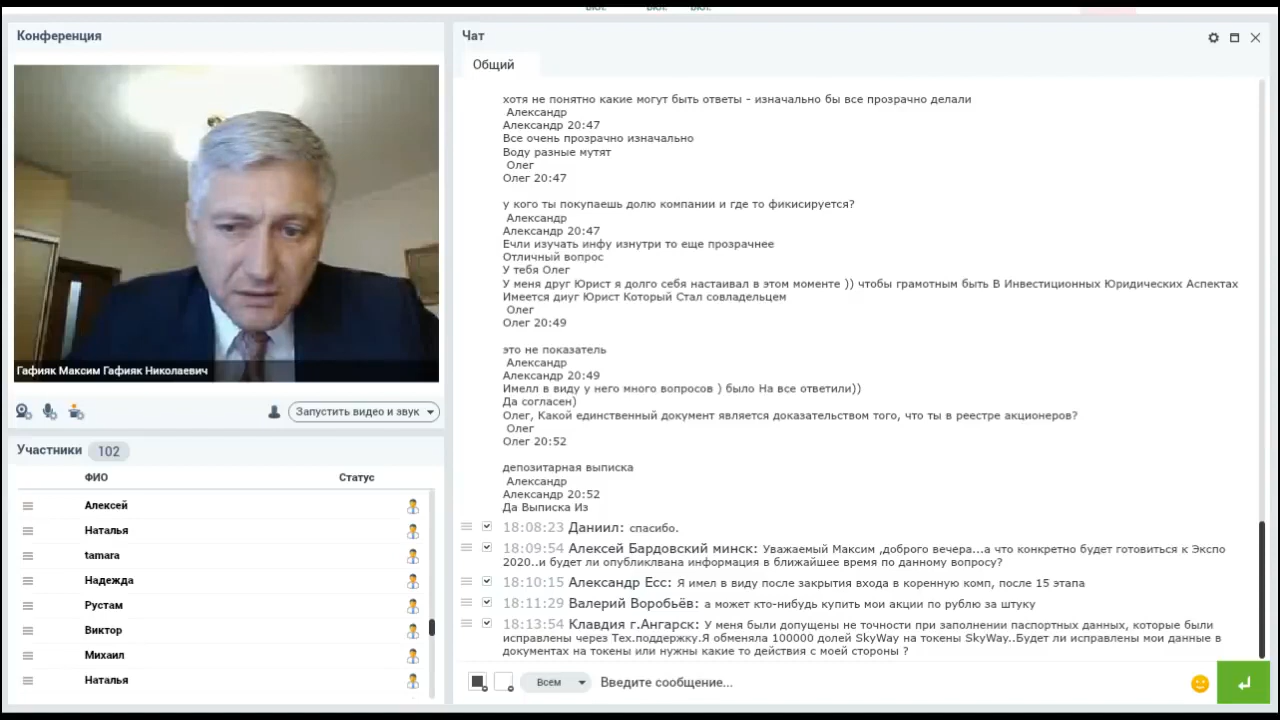 Конференция
Гафияк Максим Гафияк Николаевич
Запустить видео и звук
Участники 102
ФИО Статус
Алексей
Наталья
tamara
Надежда
Рустам
Виктор
Михаил
Наталья
Чат
Общий
хотя не понятно какие могут быть ответы - изначально бы все прозрачно делали
Александр
Александр 20:47
Все очень прозрачно изначально
Воду разные мутят
Олег
Олег 20:47
у кого ты покупаешь долю компании и где то фикисируется?
Александр
Александр 20:47
Ечли изучать инфу изнутри то еще прозрачнее
Отличный вопрос
У тебя Олег
У меня друг Юрист я долго себя настаивал в этом моменте )) чтобы грамотным быть В Инвестиционных Юридических Аспектах
Имеется диуг Юрист Который Стал совладельцем
Олег
Олег 20:49
это не показатель
Александр
Александр 20:49
Имелл в виду у него много вопросов ) было На все ответили))
Да согласен)
Олег, Какой единственный документ является доказательством того, что ты в реестре акционеров?
Олег
Олег 20:52
депозитарная выписка
Александр
Александр 20:52
Да Выписка Из
18:08:23 Даниил: спасибо.
18:09:54 Алексей Бардовский минск: Уважаемый Максим ,доброго вечера...а что конкретно будет готовиться к Экспо
2020..и будет ли опубликлвана информация в ближайшее время по данному вопросу?
18:10:15 Александр Есс: Я имел в виду после закрытия входа в коренную комп, после 15 этапа
18:11:29 Валерий Воробьёв: а может кто-нибудь купить мои акции по рублю за штуку
18:13:54 Клавдия г.Ангарск: У меня были допущены не точности при заполнении паспортных данных, которые были
исправлены через Тех.поддержку.Я обменяла 100000 долей SkyWay на токены SkyWay..Будет ли исправлены мои данные в
документах на токены или нужны какие то действия с моей стороны ?
Всем Введите сообщение...